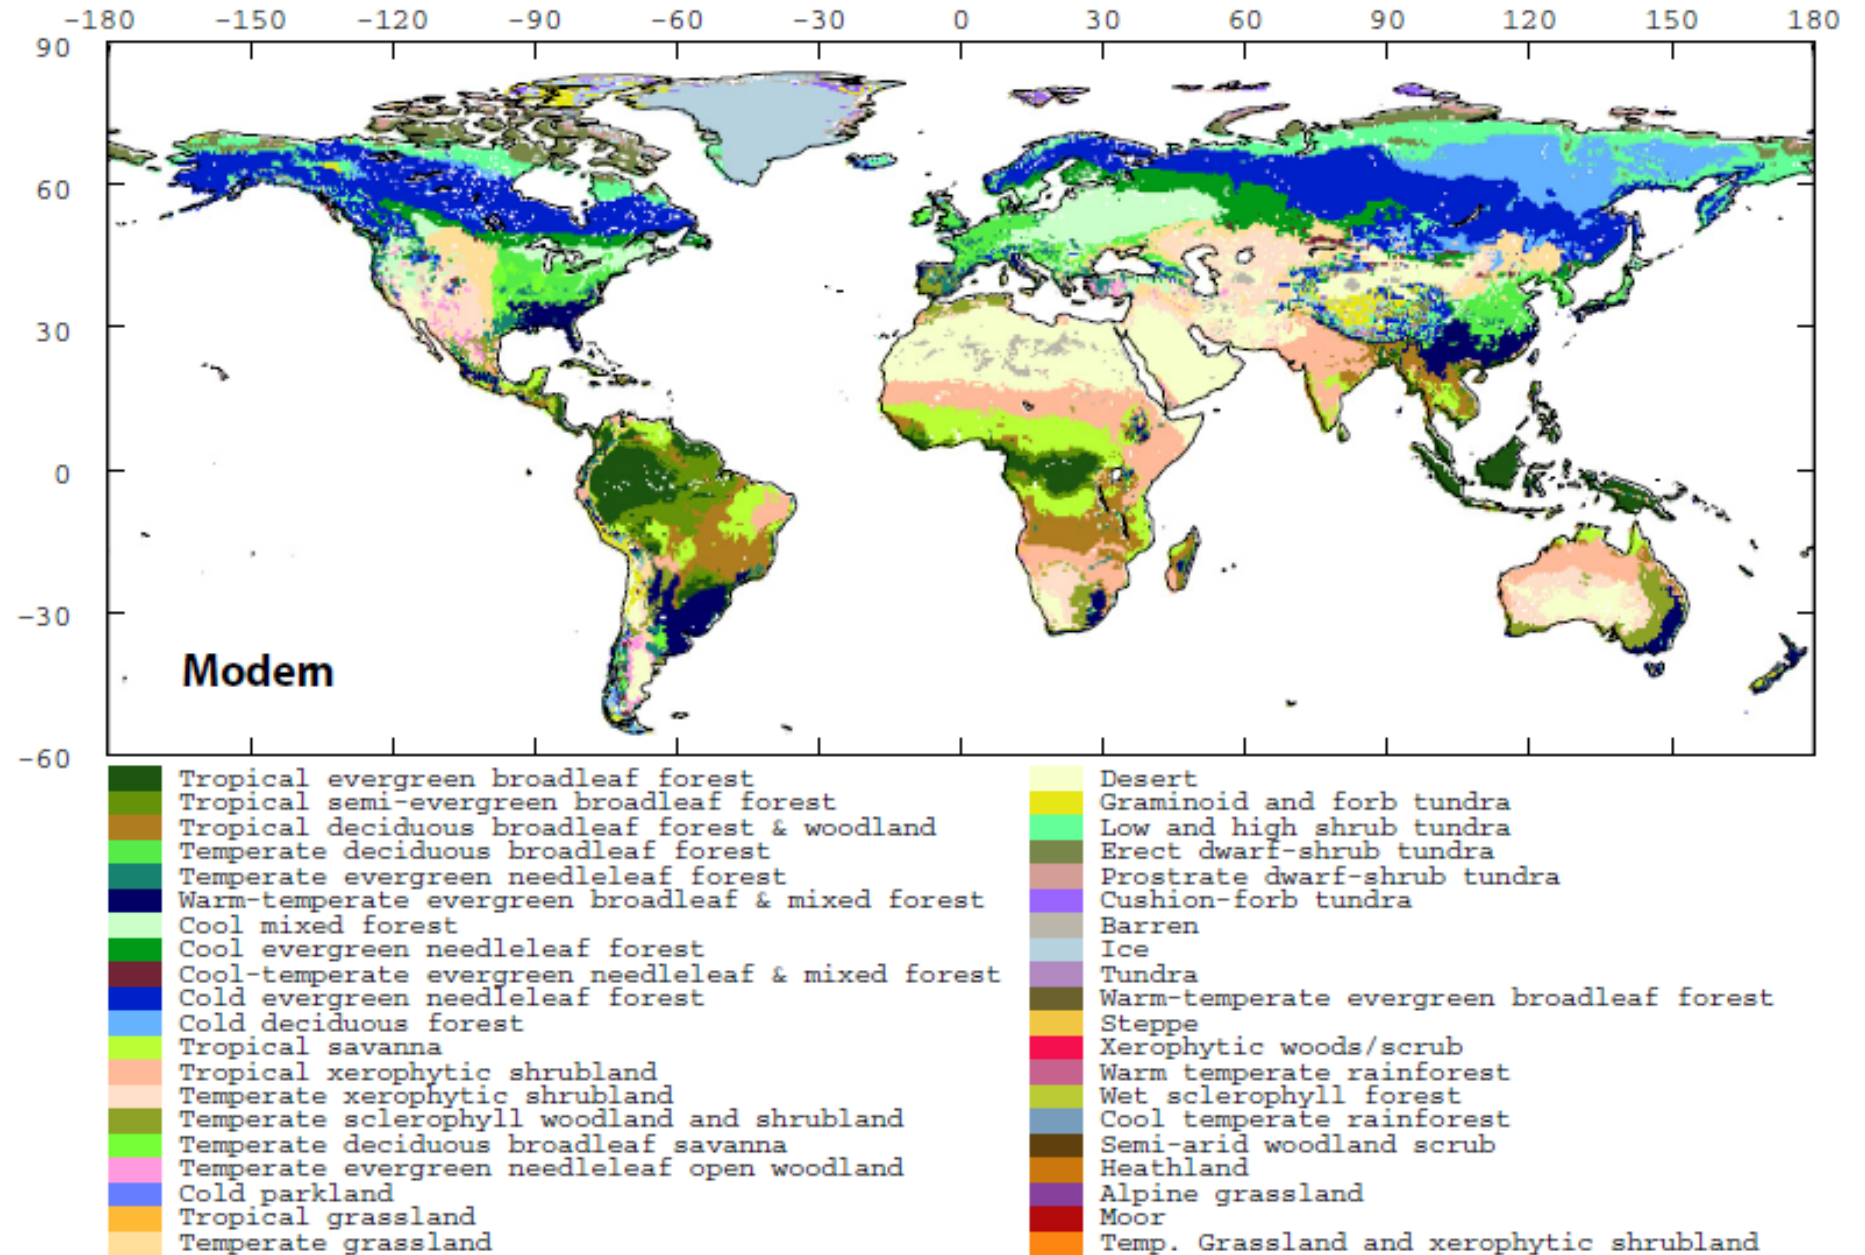 -180 -150 -120 -90 -60 -30 0 30 60 90 120 150 180
90
60
30
0
-30
-60
Modern
Tropical evergreen broadleaf forest
Tropical semi-evergreen broadleaf forest
Tropical deciduous broadleaf forest & woodland
Temperate deciduous broadleaf forest
Temperate evergreen needleleaf forest
Warm-temperate evergreen broadleaf & mixed forest
Cool mixed forest
Cool evergreen needleleaf forest
Cool-temperate evergreen needleleaf & mixed forest
Cold evergreen needleleaf forest
Cold deciduous forest
Tropical savanna
Tropical xerophytic shrubland
Temperate xerophytic shrubland
Temperate sclerophyll woodland and shrubland
Temperate deciduous broadleaf savanna
Temperate evergreen needleleaf open woodland
Cold parkland
Tropical grassland
Temperate grassland
Desert
Graminoid and forb tundra
Low and high shrub tundra
Erect dwarf-shrub tundra
Prostrate dwarf-shrub tundra
Cushion-forb tundra
Barren
Ice
Tundra
Warm-temperate evergreen broadleaf forest
Steppe
Xerophytic woods/scrub
Warm temperate rainforest
Wet sclerophyll forest
Cool temperate rainforest
Semi-arid woodland scrub
Heathland
Alpine grassland
Moor
Temp. Grassland and xerophytic shrubland